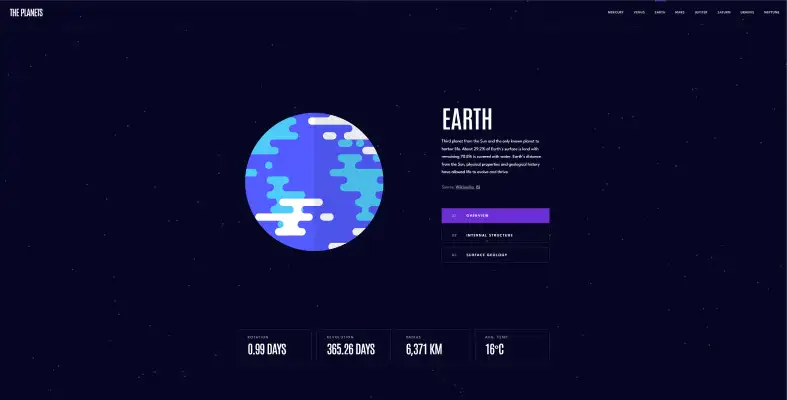 THE PLANETS
MERCURY VENUS EARTH MARS JUPITER SATURN URANUS NEPTUNE
EARTH
Third planet from the Sun and the only known planet to
harbor life. About 29.2% of Earth's surface is land with
remaining 70.8% is covered with water. Earth's distance
from the Sun, physical properties and geological history
have allowed life to evolve and thrive.
Source: Wikipedia
01 OVERVIEW
02 INTERNAL STRUCTURE
03 SURFACE GEOLOGY
ROTATION REVOLUTION RADIUS AVG. TEMP.
0.99 DAYS 365.26 DAYS 6,371 KM 16°C